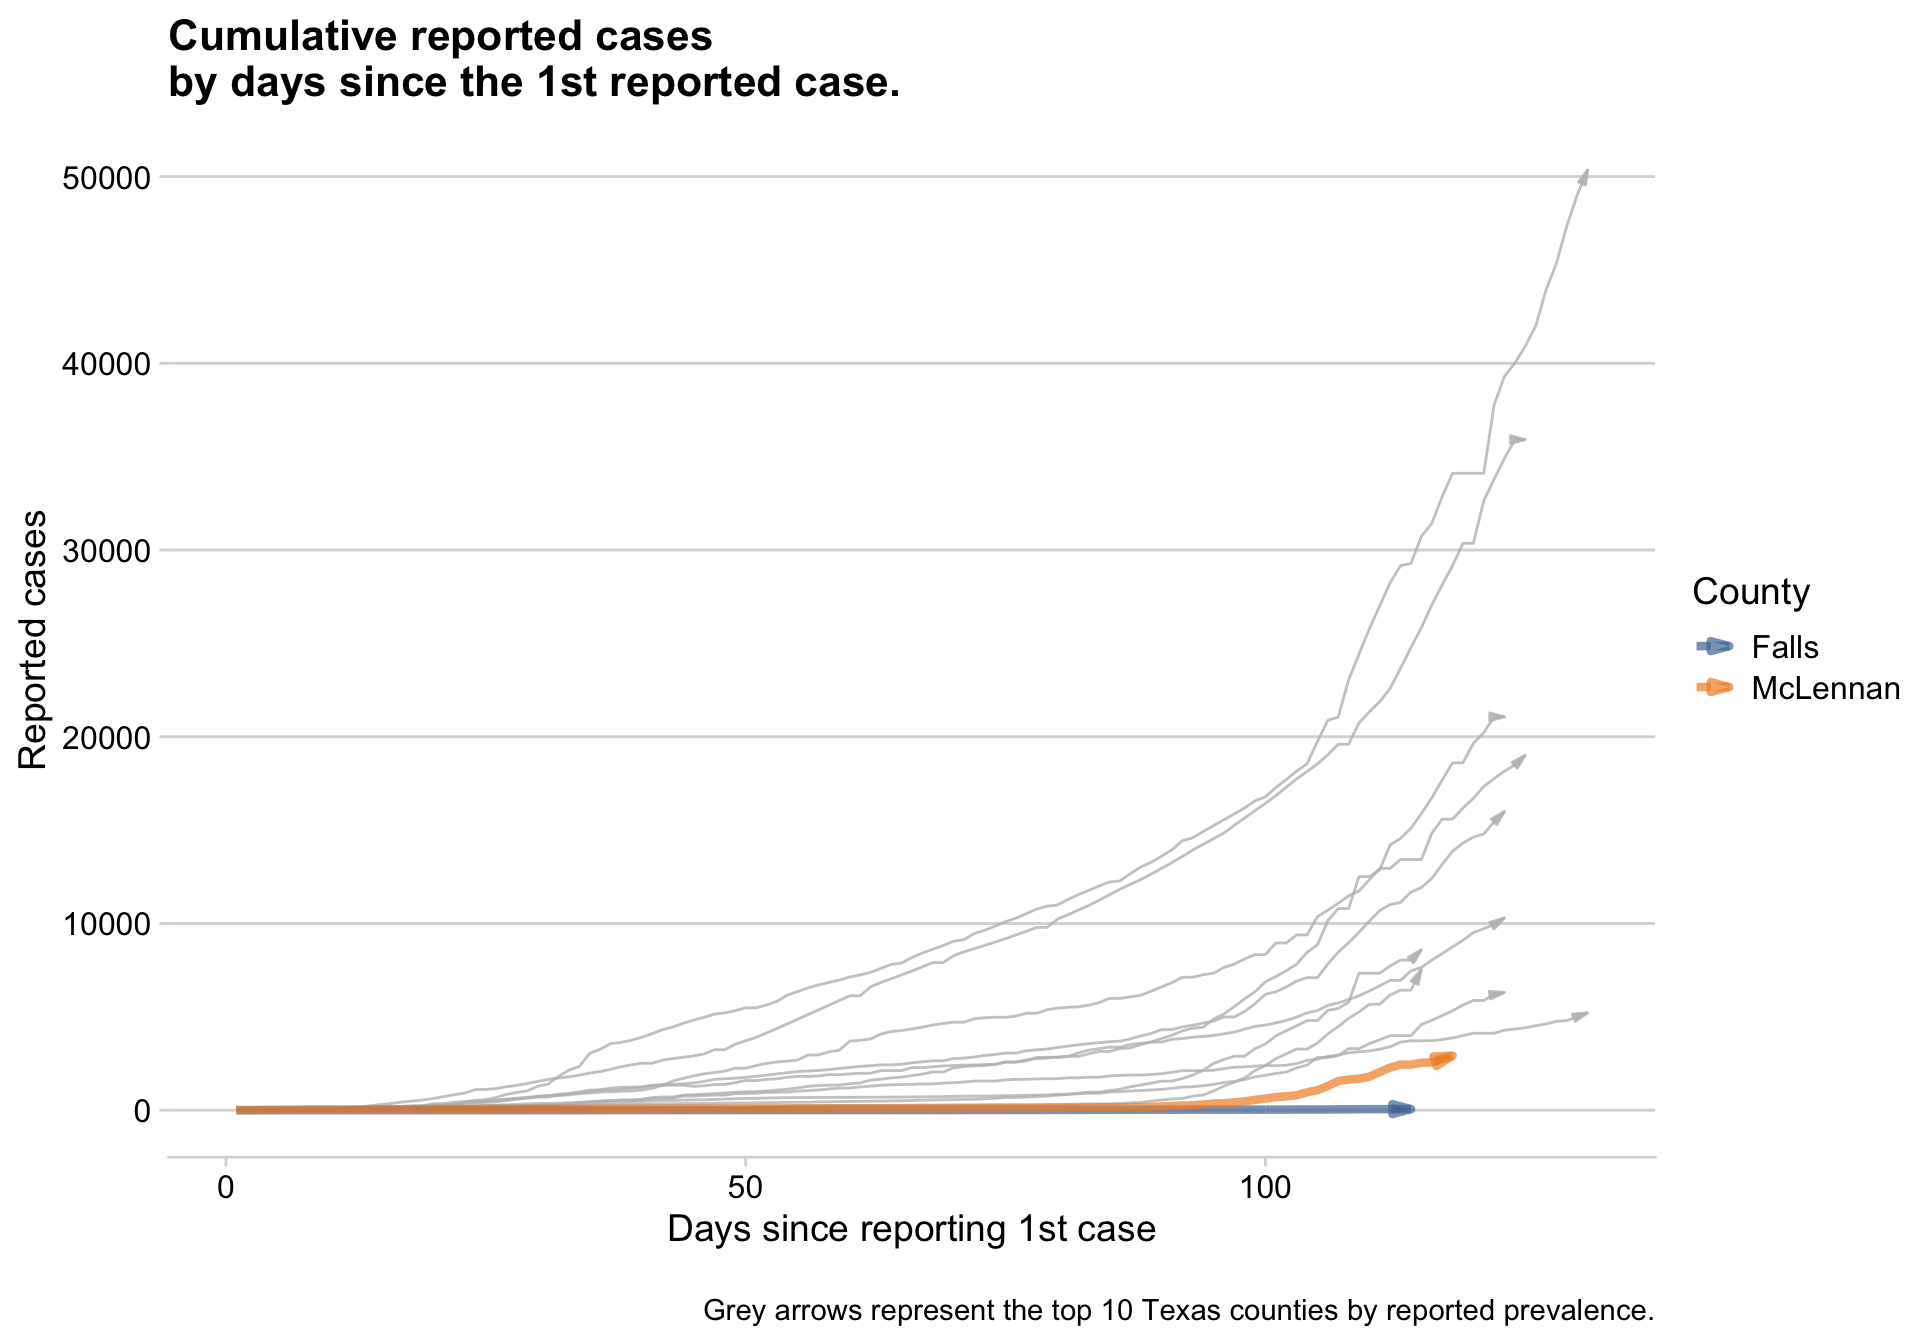 Cumulative reported cases
by days since the 1st reported case.
50000
40000
30000
20000
10000
0
Reported cases
0
50
100
Days since reporting 1st case
County
Falls
McLennan
Grey arrows represent the top 10 Texas counties by reported prevalence.